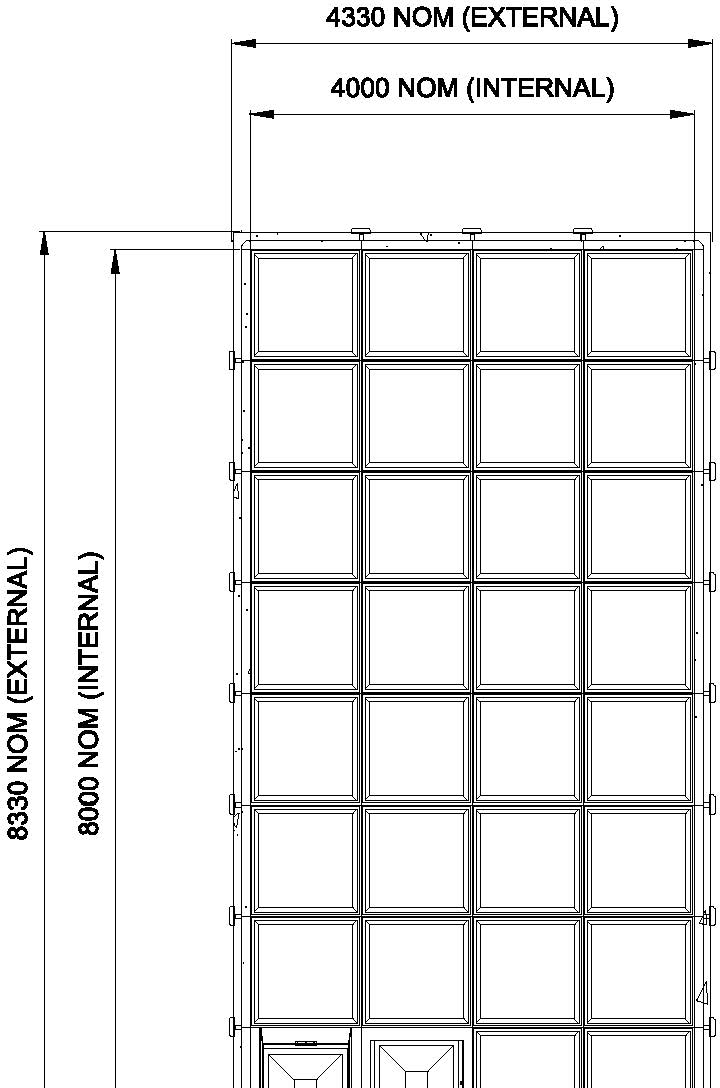 4330 NOM (EXTERNAL)
4000 NOM (INTERNAL)
8330 NOM (EXTERNAL)
8000 NOM (INTERNAL)